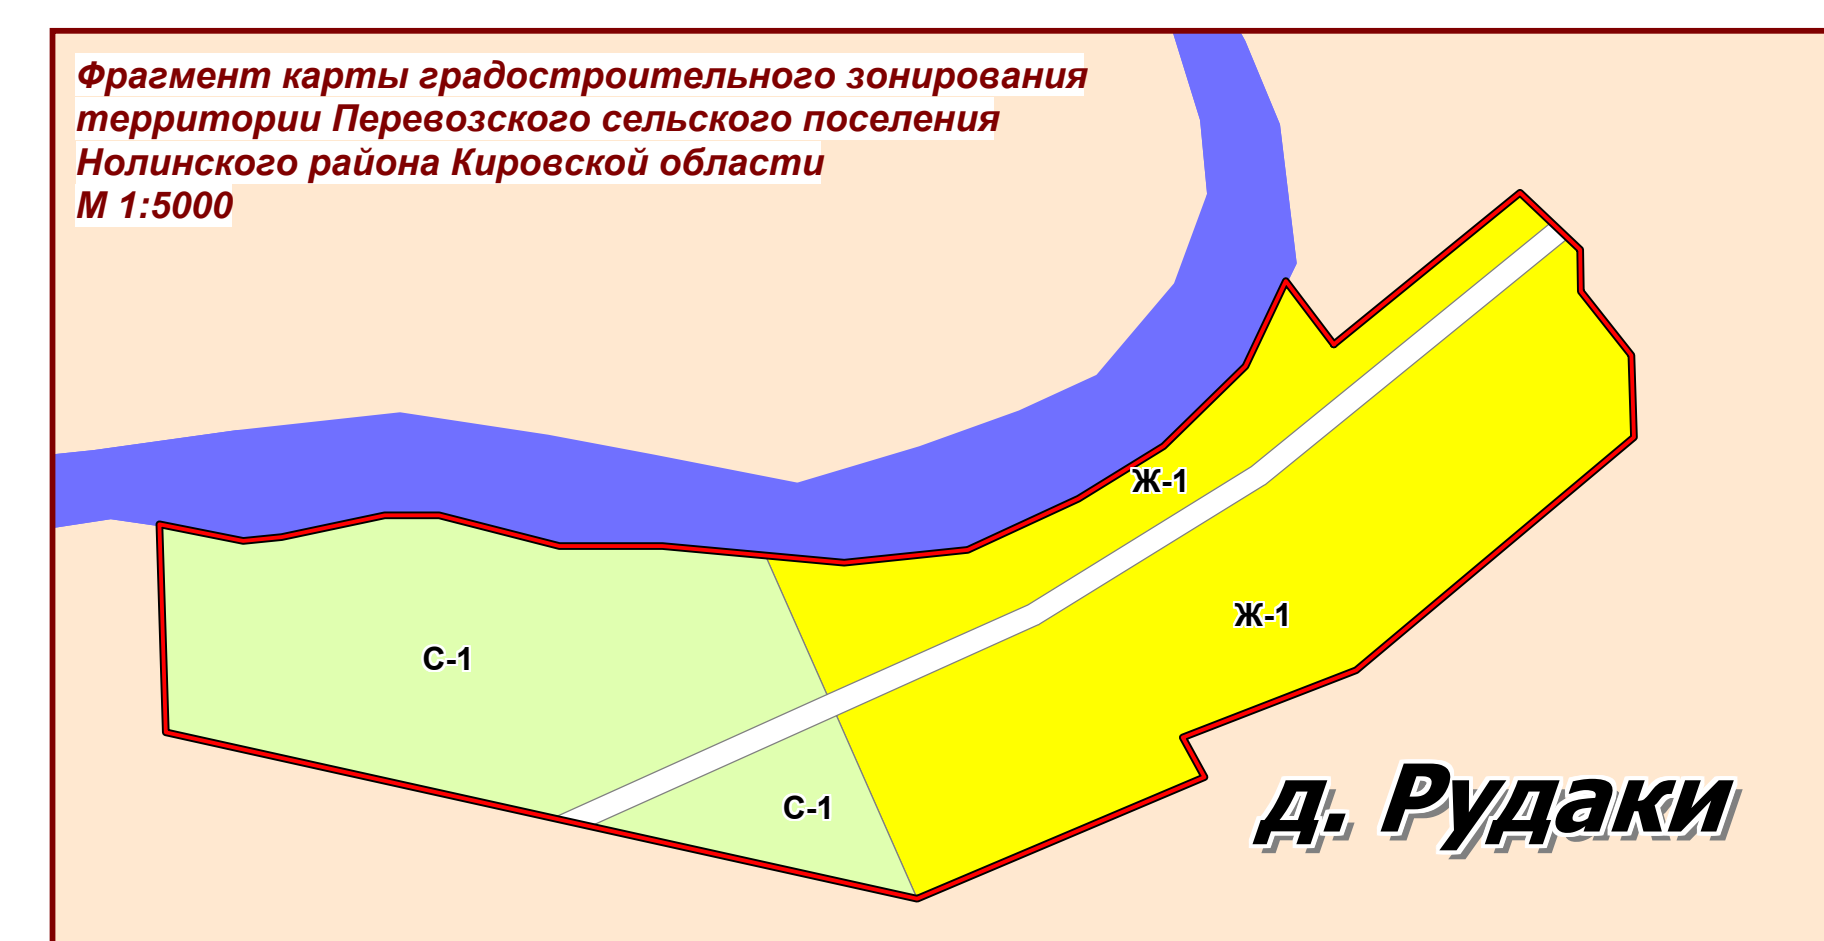 Фрагмент карты градостроительного зонирования
территории Перевозского сельского поселения
Нолинского района Кировской области
М 1:5000
Ж-1
Ж-1
С-1
С-1
д. Рудаки